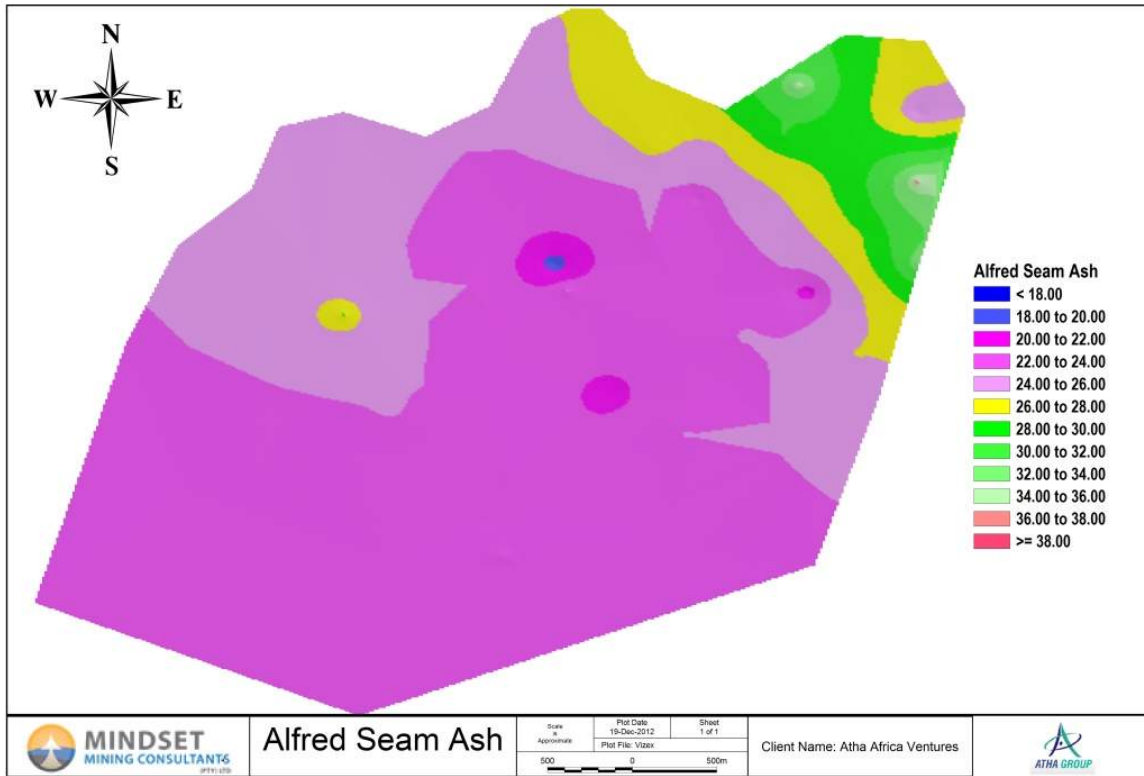 N
W E
S
Alfred Seam Ash
< 18.00
18.00 to 20.00
20.00 to 22.00
22.00 to 24.00
24.00 to 26.00
26.00 to 28.00
28.00 to 30.00
30.00 to 32.00
32.00 to 34.00
34.00 to 36.00
36.00 to 38.00
>= 38.00
MINDSET
MINING CONSULTANTS
(PTY) LTD
Alfred Seam Ash
Scale
is
Approximate
Plot Date
19-Dec-2012
Sheet
1 of 1
Plot File: Vizex
500 0 500m
Client Name: Atha Africa Ventures
ATHA GROUP